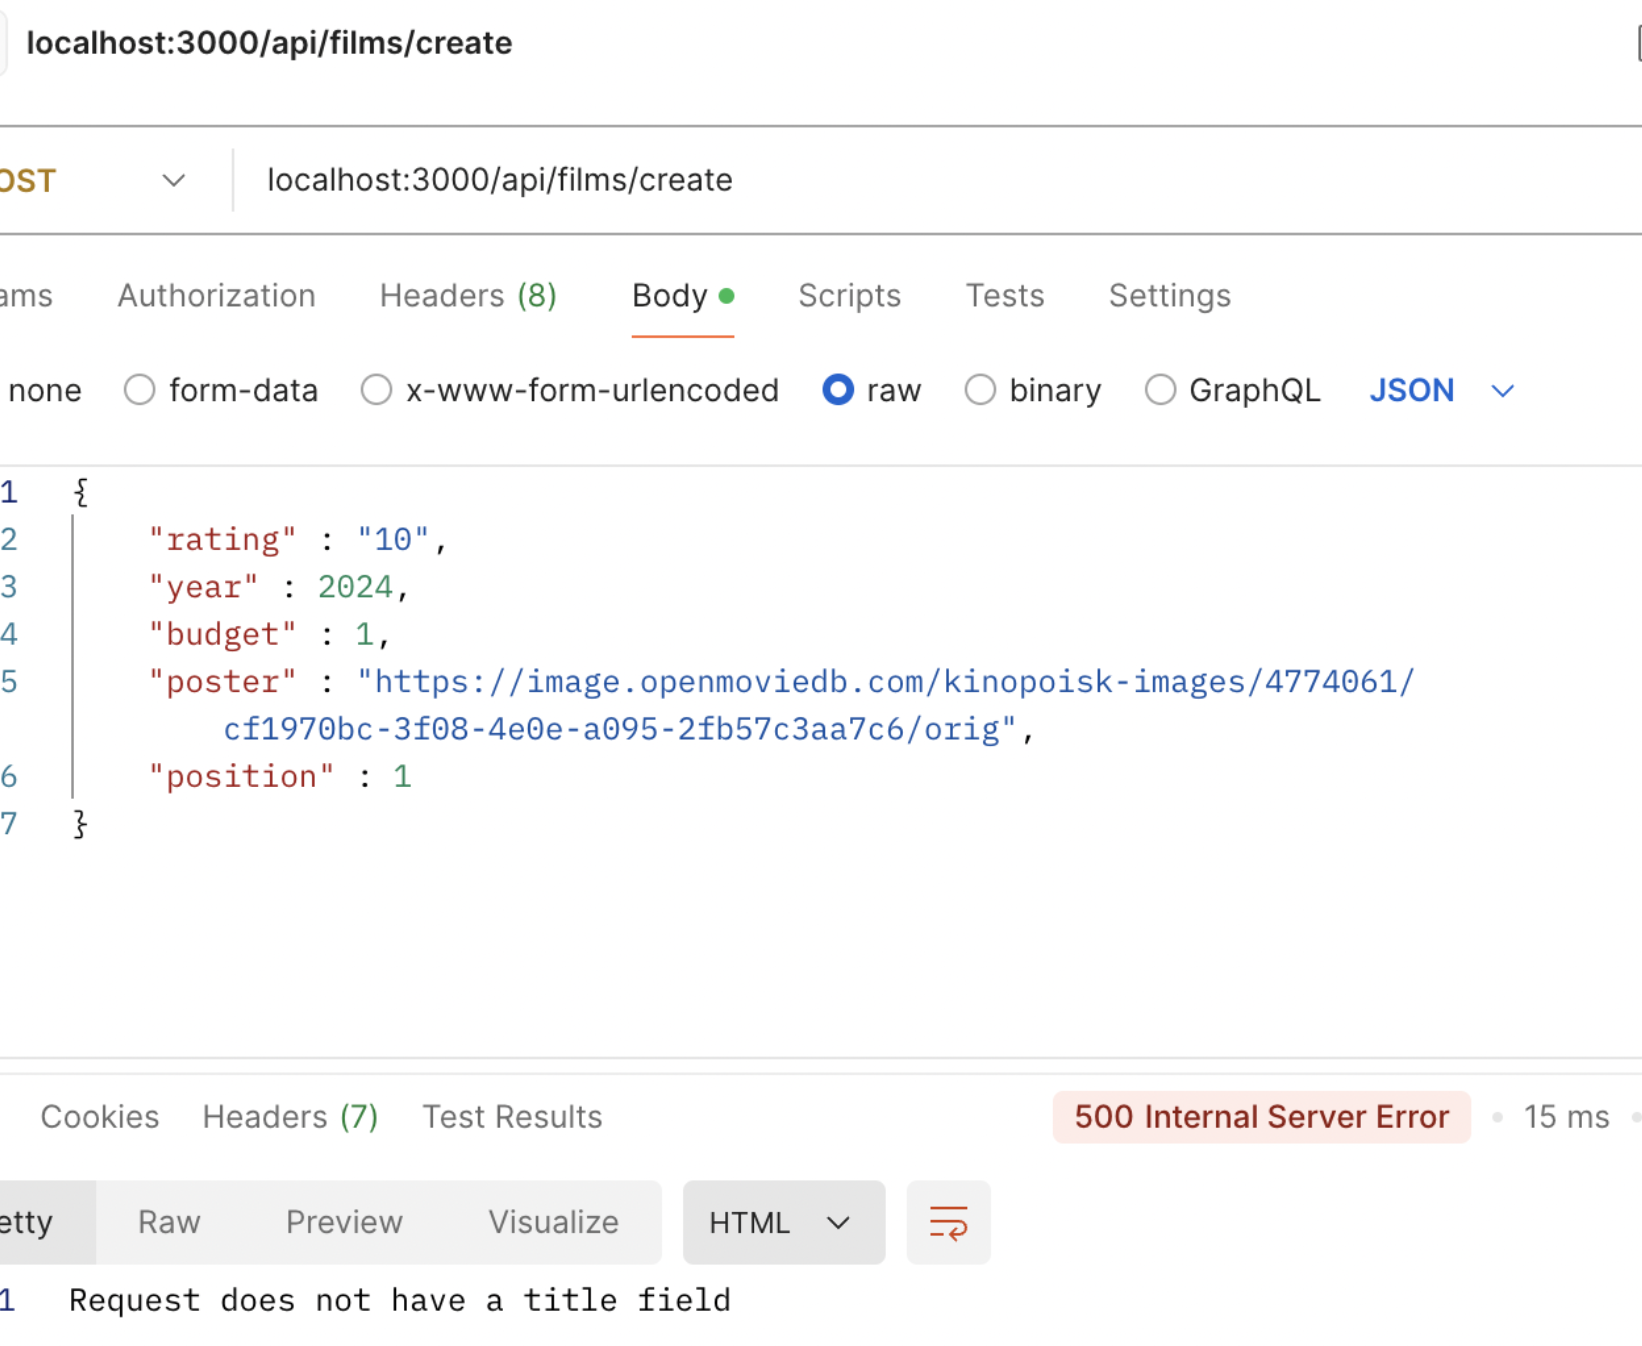 localhost:3000/api/films/create
OST localhost:3000/api/films/create
ams Authorization Headers (8) Body Scripts Tests Settings
none form-data x-www-form-urlencoded raw binary GraphQL JSON
1 {
2 "rating" : "10",
3 "year" : 2024,
4 "budget" : 1,
5 "poster" : "https://image.openmoviedb.com/kinopoisk-images/4774061/
cf1970bc-3f08-4e0e-a095-2fb57c3aa7c6/orig",
6 "position" : 1
7 }
Cookies Headers (7) Test Results 500 Internal Server Error 15 ms
etty Raw Preview Visualize HTML
1 Request does not have a title field